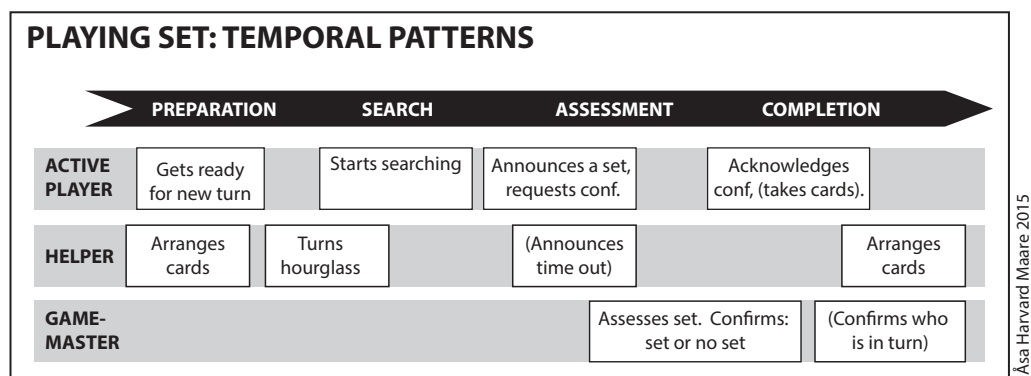 PLAYING SET: TEMPORAL PATTERNS
PREPARATION SEARCH ASSESSMENT COMPLETION
ACTIVE
PLAYER
Gets ready
for new turn
Starts searching
Announces a set,
requests conf.
Acknowledges
conf, (takes cards).
HELPER
Arranges
cards
Turns
hourglass
(Announces
time out)
Arranges
cards
GAME-
MASTER
Assesses set.  Confirms:
set or no set
(Confirms who
is in turn)
Åsa Harvard Maare 2015